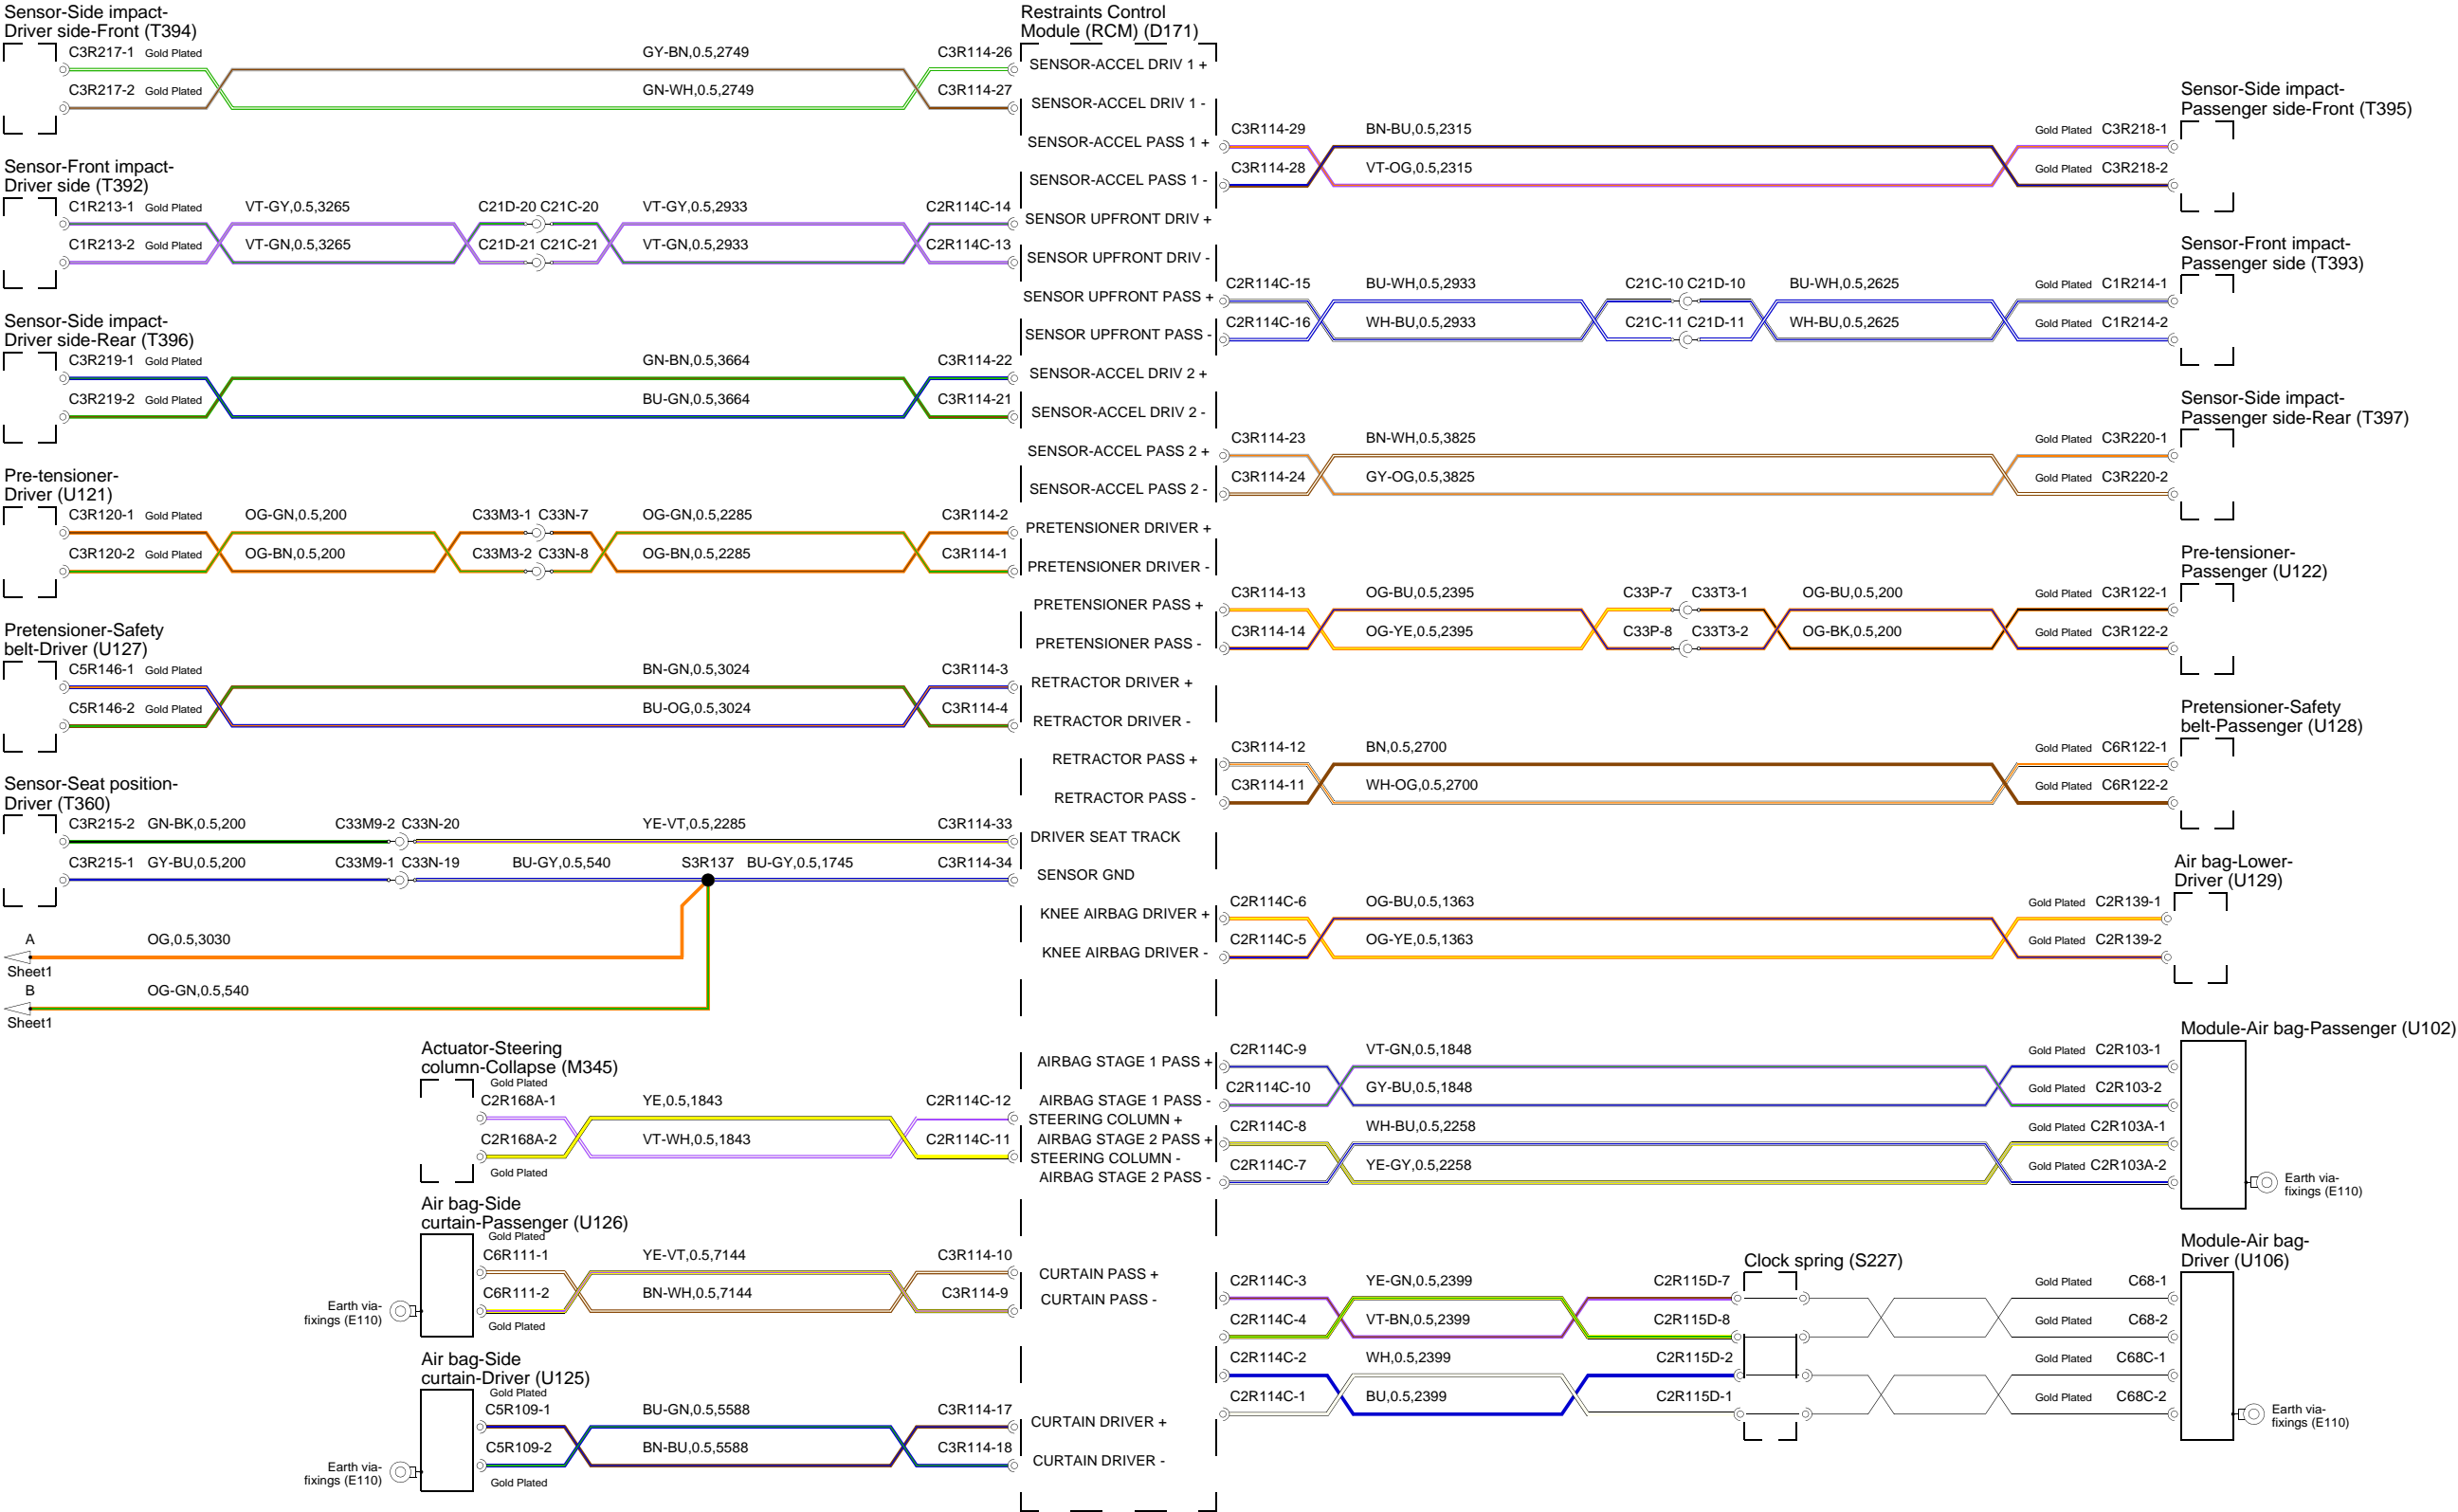 Sensor-Side impact-
Driver side-Front (T394)
C3R217-1 Gold Plated GY-BN,0.5,2749 C3R114-26
C3R217-2 Gold Plated GN-WH,0.5,2749 C3R114-27
Sensor-Front impact-
Driver side (T392)
C1R213-1 Gold Plated VT-GY,0.5,3265 C21D-20 C21C-20 VT-GY,0.5,2933 C2R114C-14
C1R213-2 Gold Plated VT-GN,0.5,3265 C21D-21 C21C-21 VT-GN,0.5,2933 C2R114C-13
Sensor-Side impact-
Driver side-Rear (T396)
C3R219-1 Gold Plated GN-BN,0.5,3664 C3R114-22
C3R219-2 Gold Plated BU-GN,0.5,3664 C3R114-21
Pre-tensioner-
Driver (U121)
C3R120-1 Gold Plated OG-GN,0.5,200 C33M3-1 C33N-7 OG-GN,0.5,2285 C3R114-2
C3R120-2 Gold Plated OG-BN,0.5,200 C33M3-2 C33N-8 OG-BN,0.5,2285 C3R114-1
Pretensioner-Safety
belt-Driver (U127)
C5R146-1 Gold Plated BN-GN,0.5,3024 C3R114-3
C5R146-2 Gold Plated BU-OG,0.5,3024 C3R114-4
Sensor-Seat position-
Driver (T360)
C3R215-2 GN-BK,0.5,200 C33M9-2 C33N-20 YE-VT,0.5,2285 C3R114-33
C3R215-1 GY-BU,0.5,200 C33M9-1 C33N-19 BU-GY,0.5,540 S3R137 BU-GY,0.5,1745 C3R114-34
A OG,0.5,3030
Sheet1
B OG-GN,0.5,540
Sheet1
Actuator-Steering
column-Collapse (M345)
Gold Plated
C2R168A-1 YE,0.5,1843 C2R114C-12
C2R168A-2 VT-WH,0.5,1843 C2R114C-11
Gold Plated
Air bag-Side
curtain-Passenger (U126)
Gold Plated
C6R111-1 YE-VT,0.5,7144 C3R114-10
C6R111-2 BN-WH,0.5,7144 C3R114-9
Gold Plated
Earth via-
fixings (E110)
Air bag-Side
curtain-Driver (U125)
Gold Plated
C5R109-1 BU-GN,0.5,5588 C3R114-17
C5R109-2 BN-BU,0.5,5588 C3R114-18
Gold Plated
Earth via-
fixings (E110)
Restraints Control
Module (RCM) (D171)
SENSOR-ACCEL DRIV 1 +
SENSOR-ACCEL DRIV 1 -
SENSOR-ACCEL PASS 1 +
SENSOR-ACCEL PASS 1 -
SENSOR UPFRONT DRIV +
SENSOR UPFRONT DRIV -
SENSOR UPFRONT PASS +
SENSOR UPFRONT PASS -
SENSOR-ACCEL DRIV 2 +
SENSOR-ACCEL DRIV 2 -
SENSOR-ACCEL PASS 2 +
SENSOR-ACCEL PASS 2 -
PRETENSIONER DRIVER +
PRETENSIONER DRIVER -
PRETENSIONER PASS +
PRETENSIONER PASS -
RETRACTOR DRIVER +
RETRACTOR DRIVER -
RETRACTOR PASS +
RETRACTOR PASS -
DRIVER SEAT TRACK
SENSOR GND
KNEE AIRBAG DRIVER +
KNEE AIRBAG DRIVER -
AIRBAG STAGE 1 PASS +
AIRBAG STAGE 1 PASS -
STEERING COLUMN +
AIRBAG STAGE 2 PASS +
STEERING COLUMN -
AIRBAG STAGE 2 PASS -
CURTAIN PASS +
CURTAIN PASS -
CURTAIN DRIVER +
CURTAIN DRIVER -
Sensor-Side impact-
Passenger side-Front (T395)
C3R114-29 BN-BU,0.5,2315 Gold Plated C3R218-1
C3R114-28 VT-OG,0.5,2315 Gold Plated C3R218-2
Sensor-Front impact-
Passenger side (T393)
C2R114C-15 BU-WH,0.5,2933 C21C-10 C21D-10 BU-WH,0.5,2625 Gold Plated C1R214-1
C2R114C-16 WH-BU,0.5,2933 C21C-11 C21D-11 WH-BU,0.5,2625 Gold Plated C1R214-2
Sensor-Side impact-
Passenger side-Rear (T397)
C3R114-23 BN-WH,0.5,3825 Gold Plated C3R220-1
C3R114-24 GY-OG,0.5,3825 Gold Plated C3R220-2
Pre-tensioner-
Passenger (U122)
C3R114-13 OG-BU,0.5,2395 C33P-7 C33T3-1 OG-BU,0.5,200 Gold Plated C3R122-1
C3R114-14 OG-YE,0.5,2395 C33P-8 C33T3-2 OG-BK,0.5,200 Gold Plated C3R122-2
Pretensioner-Safety
belt-Passenger (U128)
C3R114-12 BN,0.5,2700 Gold Plated C6R122-1
C3R114-11 WH-OG,0.5,2700 Gold Plated C6R122-2
Air bag-Lower-
Driver (U129)
C2R114C-6 OG-BU,0.5,1363 Gold Plated C2R139-1
C2R114C-5 OG-YE,0.5,1363 Gold Plated C2R139-2
Module-Air bag-Passenger (U102)
C2R114C-9 VT-GN,0.5,1848 Gold Plated C2R103-1
C2R114C-10 GY-BU,0.5,1848 Gold Plated C2R103-2
C2R114C-8 WH-BU,0.5,2258 Gold Plated C2R103A-1
C2R114C-7 YE-GY,0.5,2258 Gold Plated C2R103A-2
Earth via-
fixings (E110)
Module-Air bag-
Driver (U106)
Clock spring (S227)
C2R114C-3 YE-GN,0.5,2399 C2R115D-7 Gold Plated C68-1
C2R114C-4 VT-BN,0.5,2399 C2R115D-8 Gold Plated C68-2
C2R114C-2 WH,0.5,2399 C2R115D-2 Gold Plated C68C-1
C2R114C-1 BU,0.5,2399 C2R115D-1 Gold Plated C68C-2
Earth via-
fixings (E110)